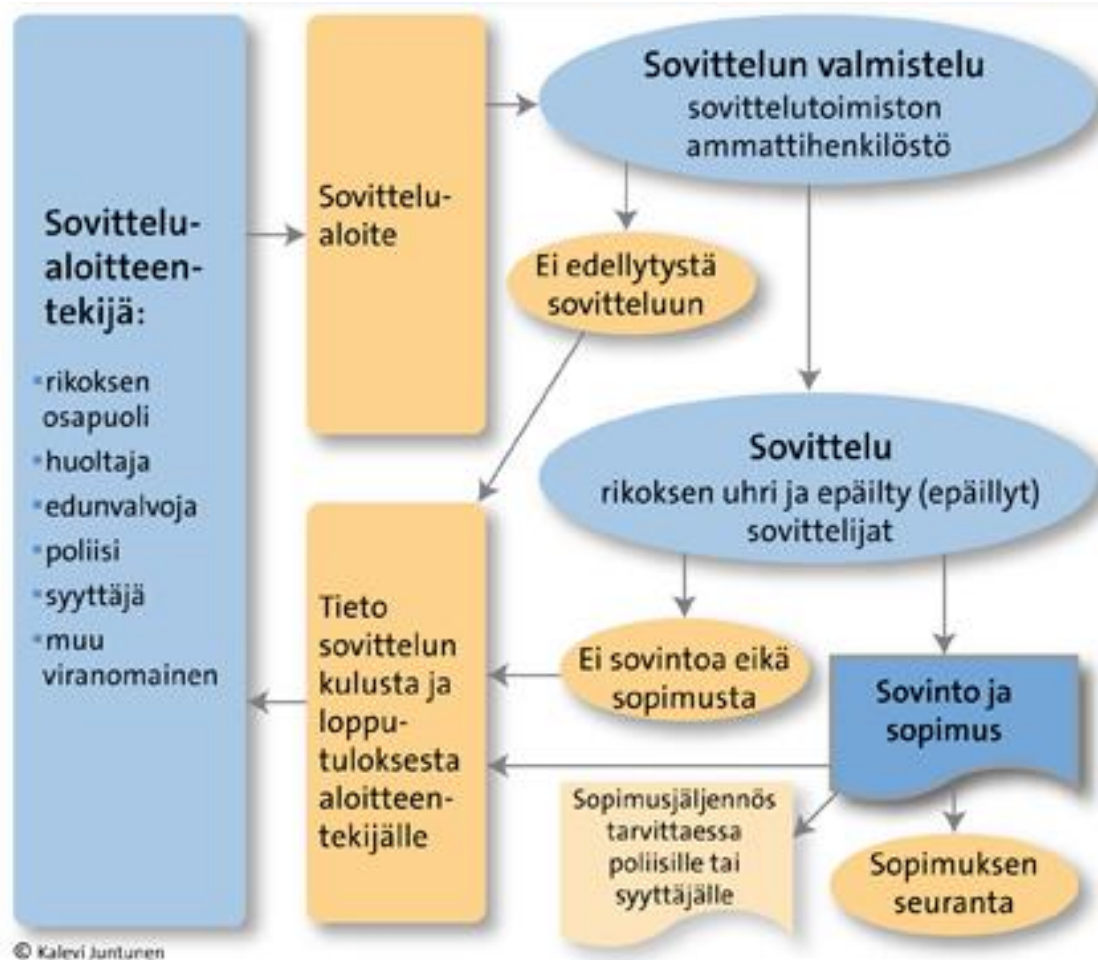 Sovittelu-
aloitteen-
tekijä:
▪rikoksen
osapuoli
▪huoltaja
▪edunvalvoja
▪poliisi
▪syyttäjä
▪muu
viranomainen
Sovittelu-
aloite
Sovittelun valmistelu
sovittelutoimiston
ammattihenkilöstö
Ei edellytystä
sovitteluun
Sovittelu
rikoksen uhri ja epäilty (epäillyt)
sovittelijat
Ei sovintoa eikä
sopimusta
Sovinto ja
sopimus
Tieto
sovittelun
kulusta ja
loppu-
tuloksesta
aloitteen-
tekijälle
Sopimusjäljennös
tarvittaessa
poliisille tai
syyttäjälle
Sopimuksen
seuranta
© Kalevi Juntunen